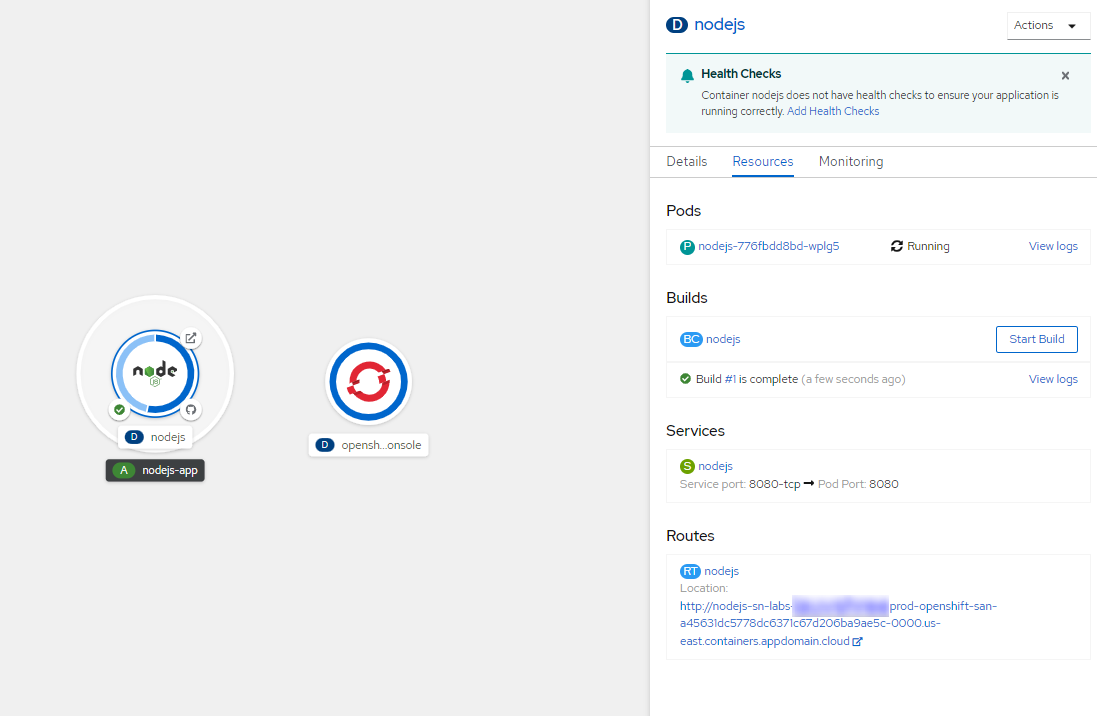 node
JS
D nodejs
A nodejs-app
D opensh...onsole
D nodejs
Actions
Health Checks
Container nodejs does not have health checks to ensure your application is
running correctly. Add Health Checks
Details Resources Monitoring
Pods
P nodejs-776fbdd8bd-wplg5 Running View logs
Builds
BC nodejs Start Build
Build #1 is complete (a few seconds ago) View logs
Services
S nodejs
Service port: 8080-tcp → Pod Port: 8080
Routes
RT nodejs
Location:
http://nodejs-sn-labs- prod-openshift-san-
a45631dc5778dc6371c67d206ba9ae5c-0000.us-
east.containers.appdomain.cloud